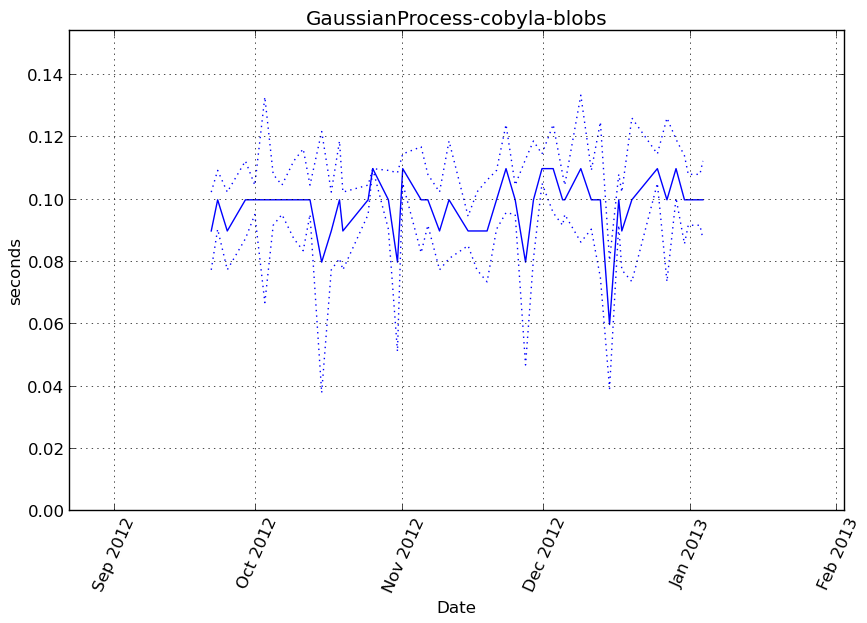 GaussianProcess-cobyla-blobs
0.14
0.12
0.10
0.08
0.06
0.04
0.02
0.00
seconds
Sep 2012
Oct 2012
Nov 2012
Dec 2012
Jan 2013
Feb 2013
Date